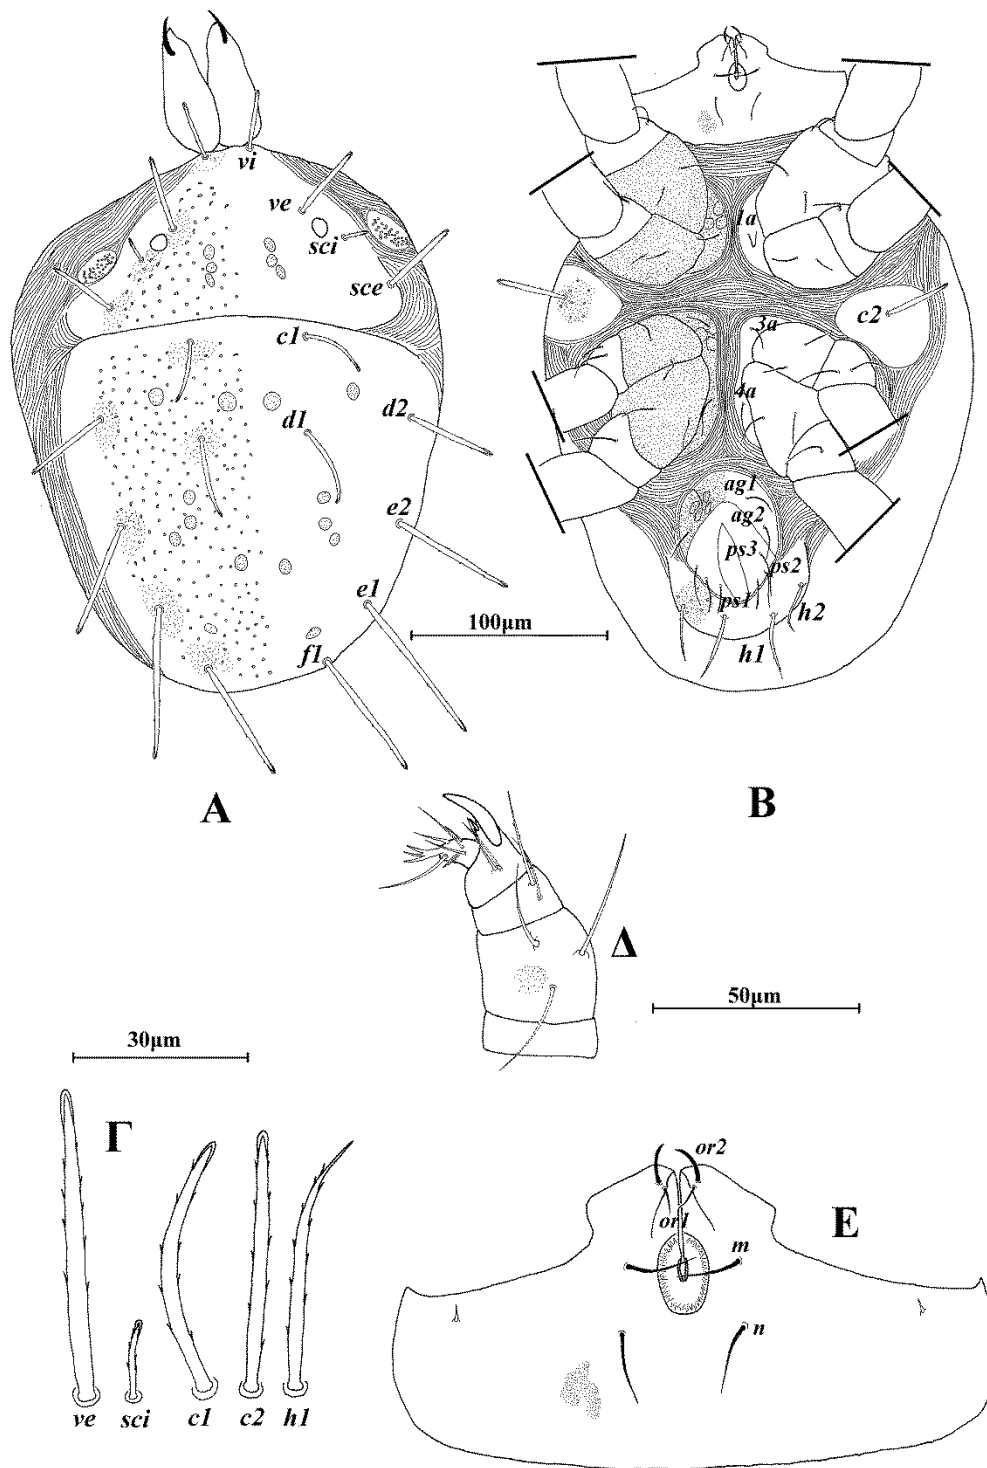 vi
ve
sci
sce
c1
d1
d2
e2
e1
f1
A
1a
c2
3a
4a
ag1
ag2
ps3
ps2
ps1
h2
h1
100μm
B
Δ
50μm
30μm
Γ
ve sci c1 c2 h1
or2
or1
m
n
E